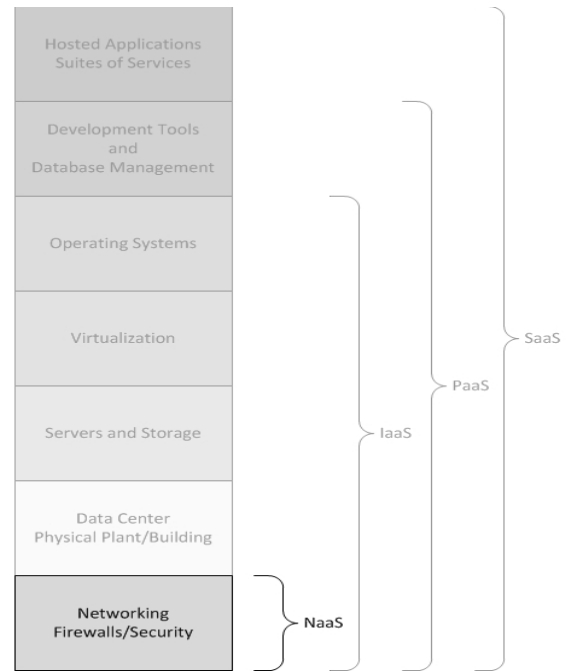 Hosted Applications
Suites of Services
Development Tools
and
Database Management
Operating Systems
Virtualization
Servers and Storage
Data Center
Physical Plant/Building
Networking
Firewalls/Security
NaaS
IaaS
PaaS
SaaS